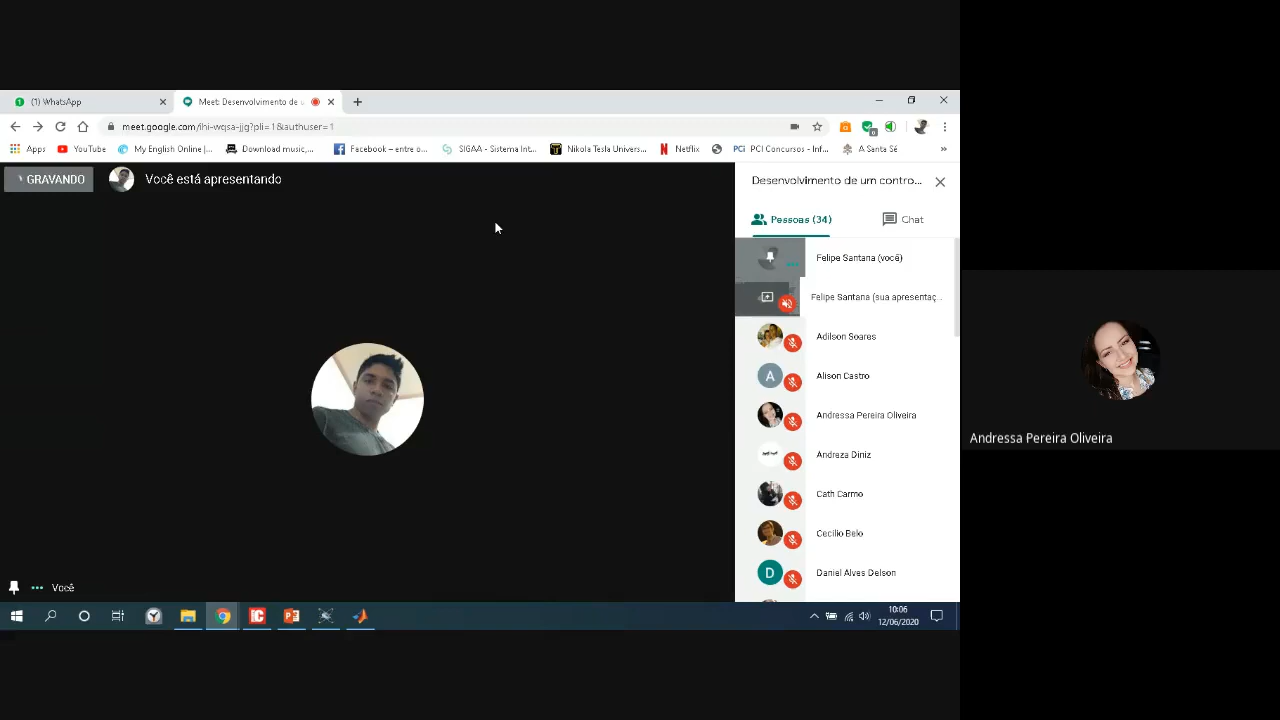 (1) WhatsApp
Meet: Desenvolvimento de u
meet.google.com/ihi-wqsa-jjg?pli=1&authuser=1
Apps
YouTube
My English Online |...
Download music,...
Facebook – entre o...
SIGAA - Sistema Int...
Nikola Tesla Univers...
Netflix
PCI Concursos - Inf...
A Santa Sé
»
GRAVANDO
Você está apresentando
Desenvolvimento de um contro...
Pessoas (34)
Chat
Felipe Santana (você)
Felipe Santana (sua apresentaç...
Adilson Soares
A
Alison Castro
Andressa Pereira Oliveira
Andreza Diniz
Cath Carmo
Cecilio Belo
D
Daniel Alves Delson
Você
10:06
12/06/2020
Andressa Pereira Oliveira